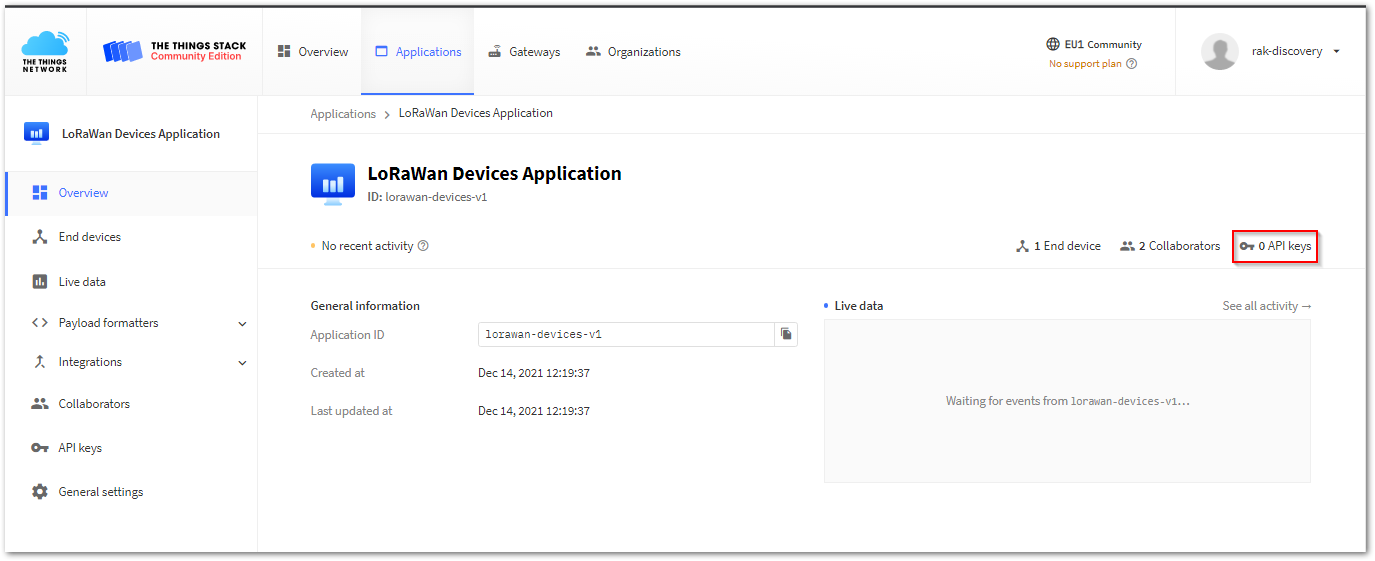 THE THINGS
NETWORK
THE THINGS STACK
Community Edition
Overview
Applications
Gateways
Organizations
EU1 Community
No support plan
rak-discovery
LoRaWan Devices Application
Overview
End devices
Live data
Payload formatters
Integrations
Collaborators
API keys
General settings
Applications > LoRaWan Devices Application
LoRaWan Devices Application
ID: lorawan-devices-v1
No recent activity
1 End device
2 Collaborators
0 API keys
General information
Application ID
lorawan-devices-v1
Created at
Dec 14, 2021 12:19:37
Last updated at
Dec 14, 2021 12:19:37
Live data
See all activity →
Waiting for events from lorawan-devices-v1...